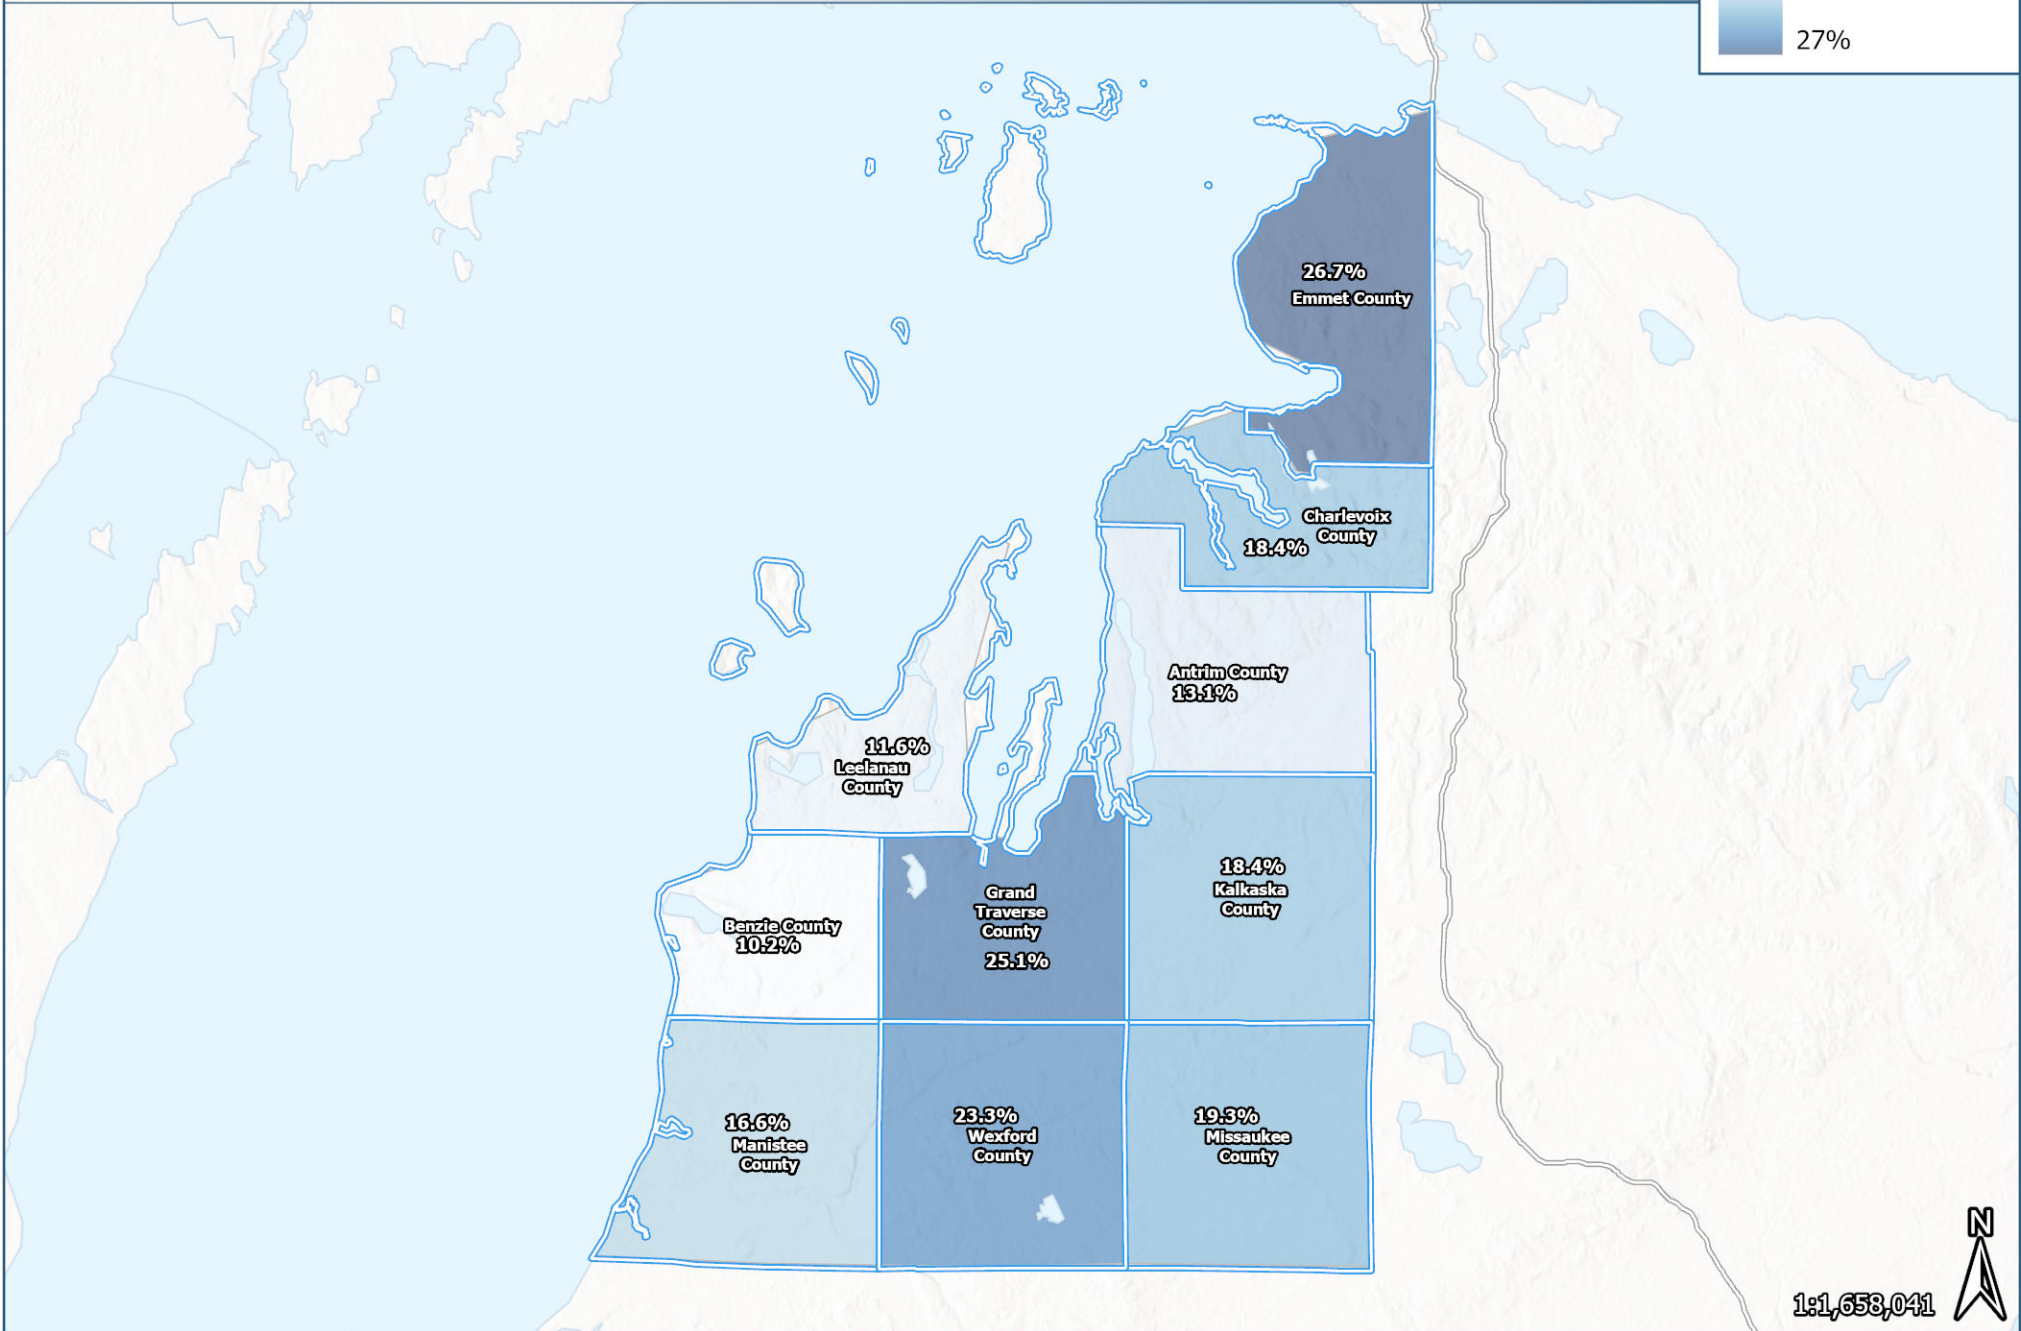 27%
26.7%
Emmet County
Charlevoix
County
18.4%
Antrim County
13.1%
11.6%
Leelanau
County
18.4%
Kalkaska
County
Grand
Traverse
County
25.1%
Benzie County
10.2%
16.6%
Manistee
County
23.3%
Wexford
County
19.3%
Missaukee
County
N
1:1,658,041